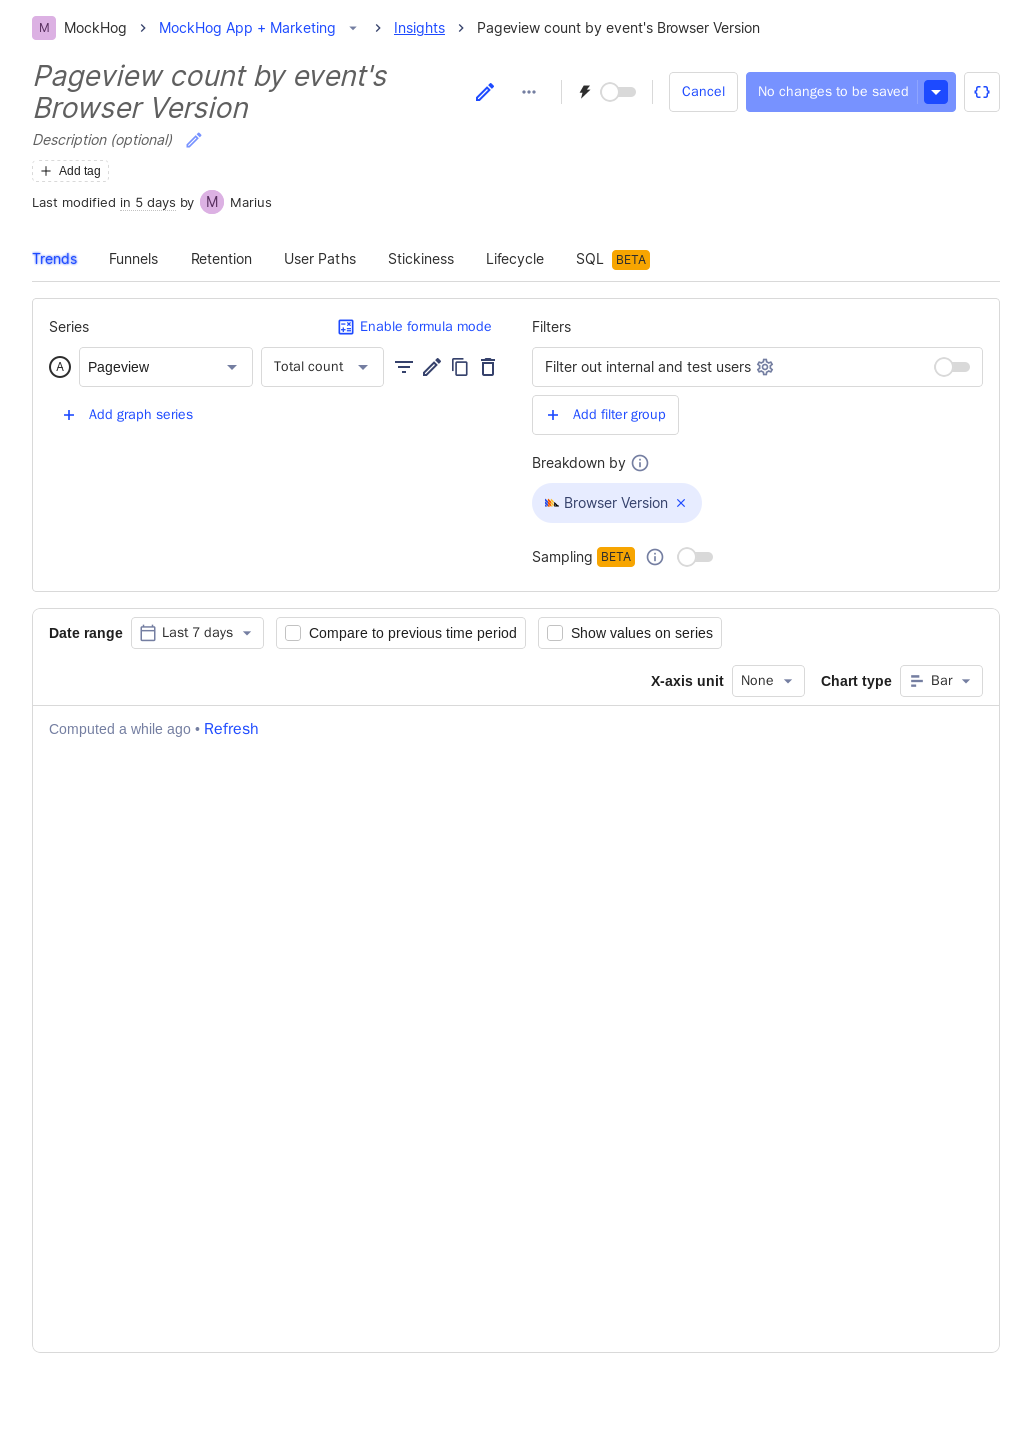 M MockHog MockHog App + Marketing Insights Pageview count by event's Browser Version
Pageview count by event's
Browser Version
Cancel No changes to be saved
Description (optional)
Add tag
Last modified in 5 days by M Marius
Trends Funnels Retention User Paths Stickiness Lifecycle SQL BETA
Series Enable formula mode
A Pageview Total count
Add graph series
Filters
Filter out internal and test users
Add filter group
Breakdown by
Browser Version
Sampling BETA
Date range Last 7 days Compare to previous time period Show values on series
X-axis unit None Chart type Bar
Computed a while ago • Refresh